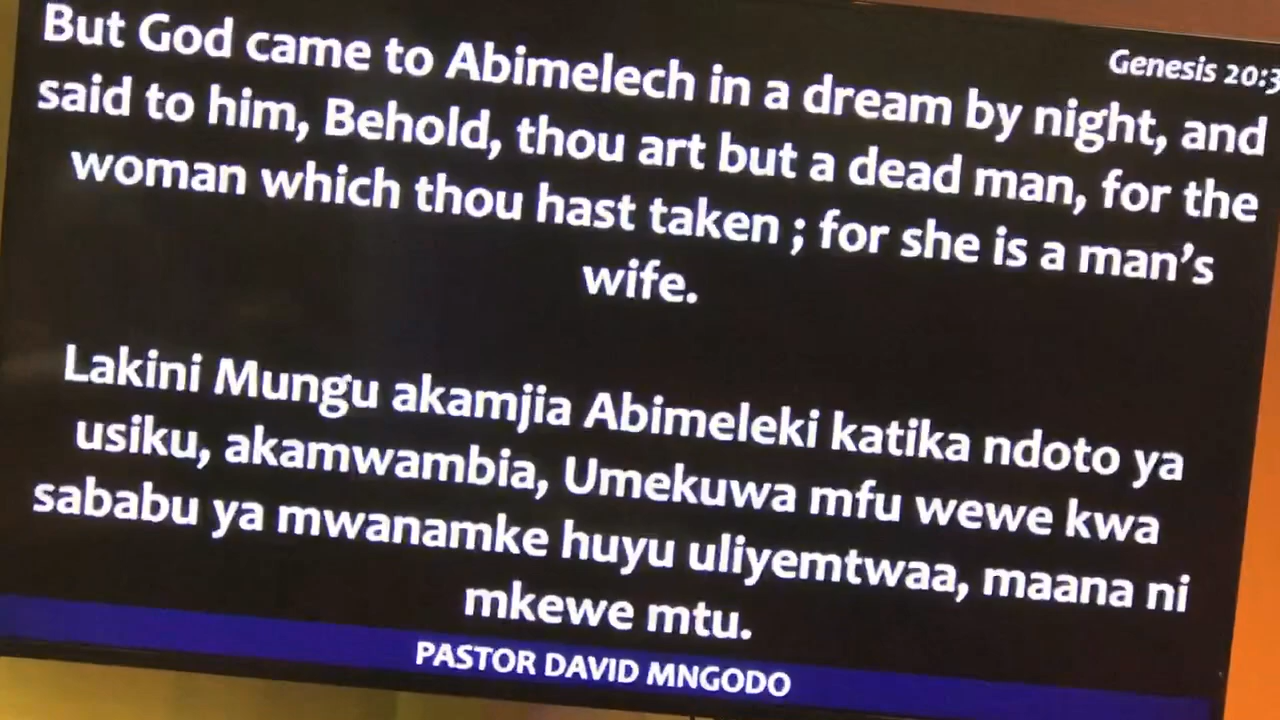 Genesis 20:3
But God came to Abimelech in a dream by night, and
said to him, Behold, thou art but a dead man, for the
woman which thou hast taken ; for she is a man’s
wife.
Lakini Mungu akamjia Abimeleki katika ndoto ya
usiku, akamwambia, Umekuwa mfu wewe kwa
sababu ya mwanamke huyu uliyemtwaa, maana ni
mkewe mtu.
PASTOR DAVID MNGODO